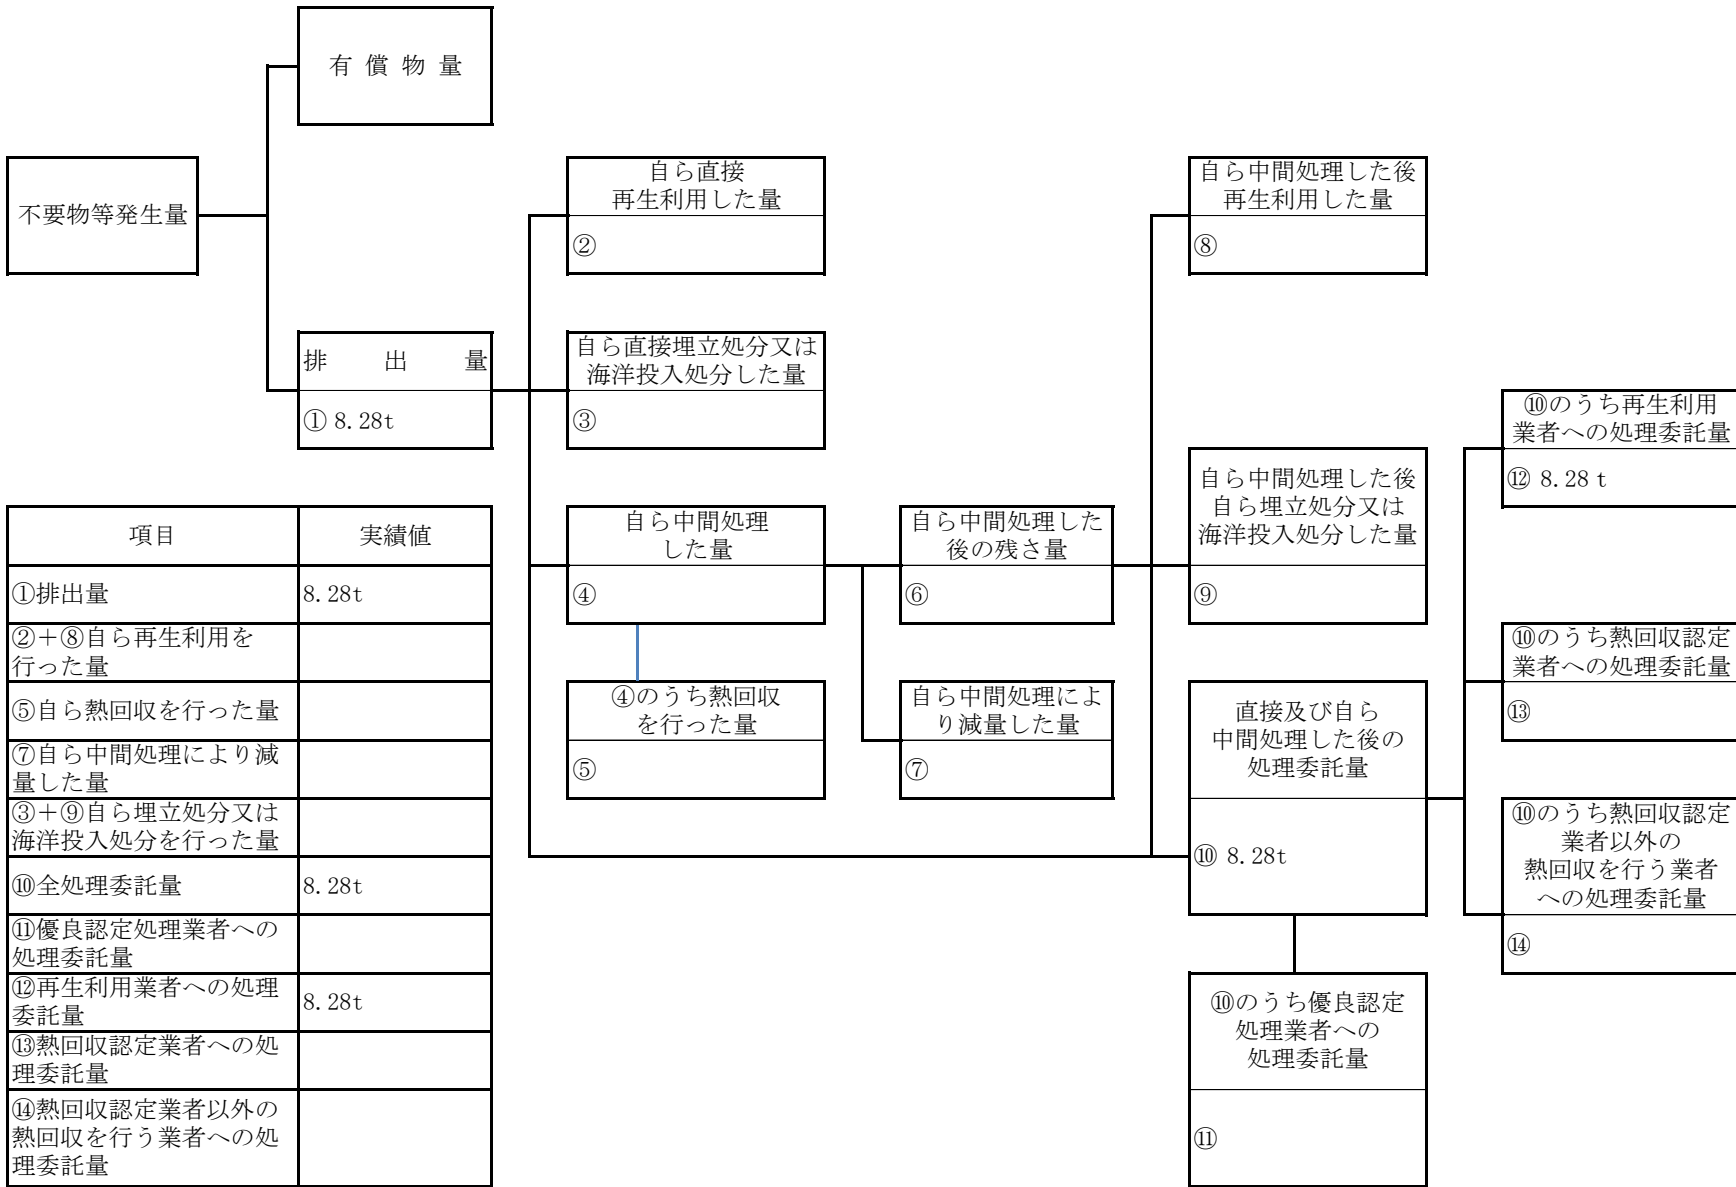 有 償 物 量
不要物等発生量
排 出 量
① 8.28t
自ら直接
再生利用した量
②
自ら直接埋立処分又は
海洋投入処分した量
③
自ら中間処理
した量
④
④のうち熱回収
を行った量
⑤
自ら中間処理した
後の残さ量
⑥
自ら中間処理によ
り減量した量
⑦
自ら中間処理した後
再生利用した量
⑧
自ら中間処理した後
自ら埋立処分又は
海洋投入処分した量
⑨
直接及び自ら
中間処理した後の
処理委託量
⑩ 8.28t
⑩のうち優良認定
処理業者への
処理委託量
⑪
⑩のうち再生利用
業者への処理委託量
⑫ 8.28 t
⑩のうち熱回収認定
業者への処理委託量
⑬
⑩のうち熱回収認定
業者以外の
熱回収を行う業者
への処理委託量
⑭
項目 実績値
①排出量 8.28t
②+⑧自ら再生利用を
行った量
⑤自ら熱回収を行った量
⑦自ら中間処理により減
量した量
③+⑨自ら埋立処分又は
海洋投入処分を行った量
⑩全処理委託量 8.28t
⑪優良認定処理業者への
処理委託量
⑫再生利用業者への処理
委託量 8.28t
⑬熱回収認定業者への処
理委託量
⑭熱回収認定業者以外の
熱回収を行う業者への処
理委託量